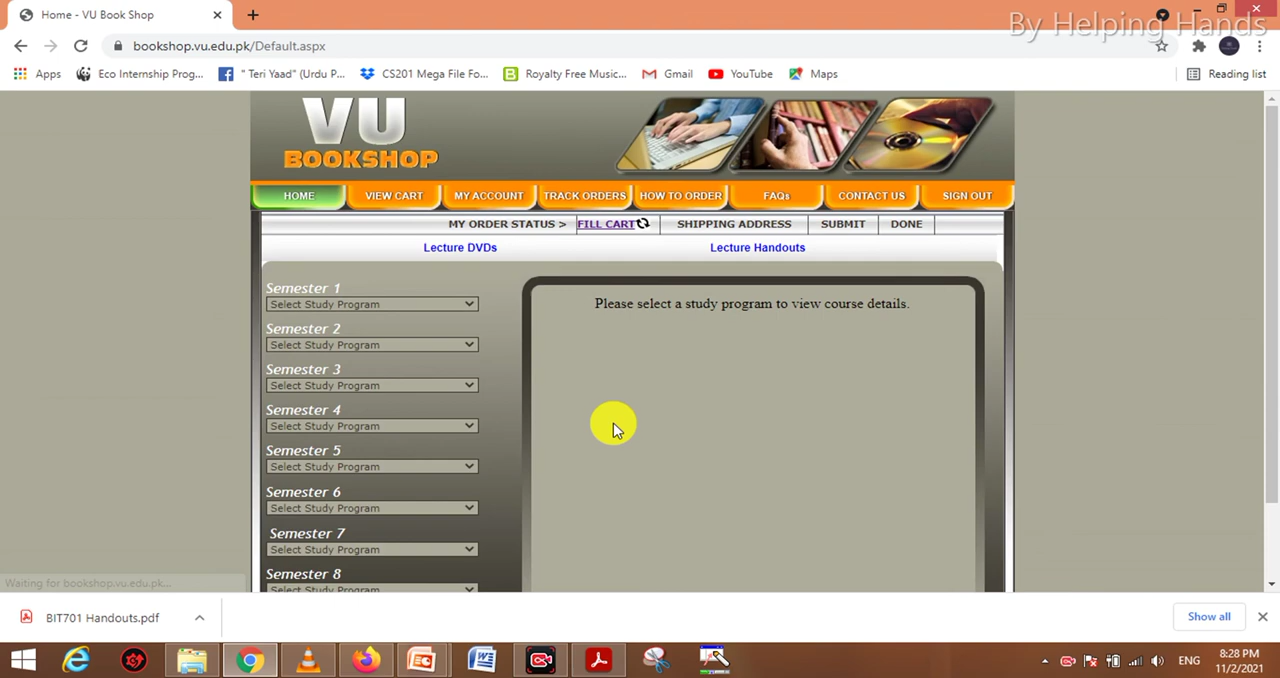 Home - VU Book Shop
By Helping Hands
bookshop.vu.edu.pk/Default.aspx
Apps
Eco Internship Prog...
" Teri Yaad" (Urdu P...
CS201 Mega File Fo...
Royalty Free Music...
Gmail
YouTube
Maps
Reading list
VU
BOOKSHOP
HOME
VIEW CART
MY ACCOUNT
TRACK ORDERS
HOW TO ORDER
FAQs
CONTACT US
SIGN OUT
MY ORDER STATUS >
FILL CART
SHIPPING ADDRESS
SUBMIT
DONE
Lecture DVDs
Lecture Handouts
Semester 1
Select Study Program
Semester 2
Select Study Program
Semester 3
Select Study Program
Semester 4
Select Study Program
Semester 5
Select Study Program
Semester 6
Select Study Program
Semester 7
Select Study Program
Semester 8
Select Study Program
Please select a study program to view course details.
Waiting for bookshop.vu.edu.pk...
BIT701 Handouts.pdf
Show all
ENG
8:28 PM
11/2/2021